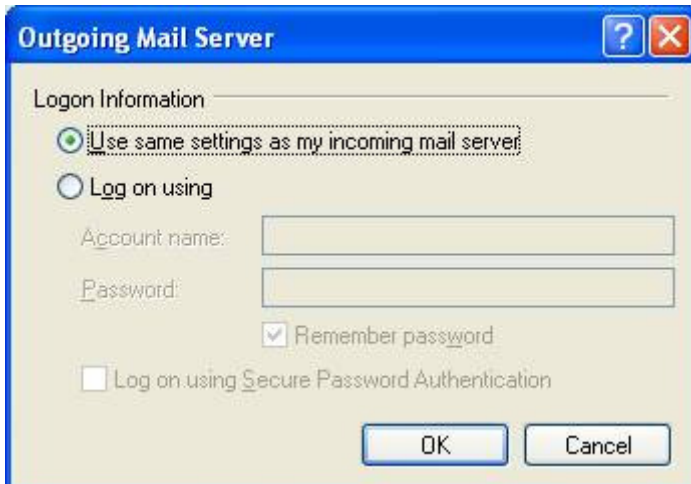 Outgoing Mail Server
Logon Information
Use same settings as my incoming mail server
Log on using
Account name:
Password:
Remember password
Log on using Secure Password Authentication
OK Cancel